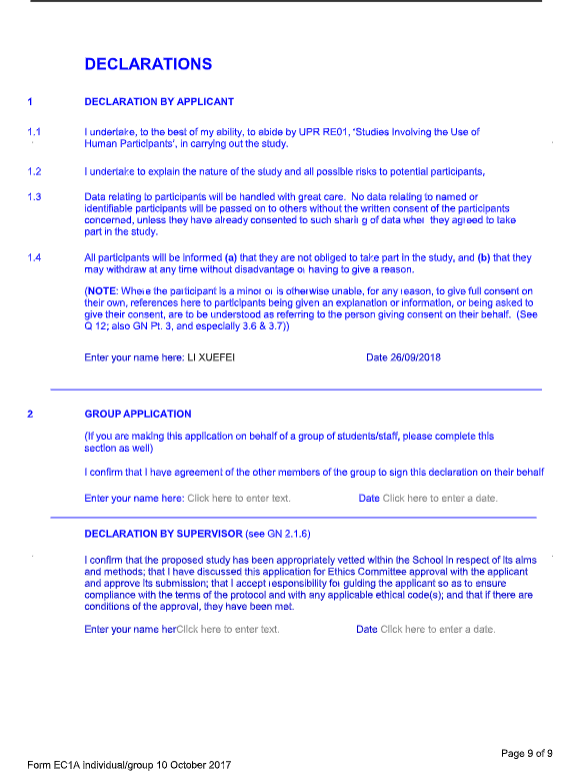 DECLARATIONS
1 DECLARATION BY APPLICANT
1.1 I undertake, to the best of my ability, to abide by UPR RE01, 'Studies Involving the Use of
Human Participants', in carrying out the study.
1.2 I undertake to explain the nature of the study and all possible risks to potential participants,
1.3 Data relating to participants will be handled with great care. No data relating to named or
identifiable participants will be passed on to others without the written consent of the participants
concerned, unless they have already consented to such sharing of data when they agreed to take
part in the study.
1.4 All participants will be informed (a) that they are not obliged to take part in the study, and (b) that they
may withdraw at any time without disadvantage or having to give a reason.
(NOTE: Where the participant is a minor or is otherwise unable, for any reason, to give full consent on
their own, references here to participants being given an explanation or information, or being asked to
give their consent, are to be understood as referring to the person giving consent on their behalf. (See
Q 12; also GN Pt. 3, and especially 3.6 & 3.7))
Enter your name here: LI XUEFEI Date 26/09/2018
2 GROUP APPLICATION
(If you are making this application on behalf of a group of students/staff, please complete this
section as well)
I confirm that I have agreement of the other members of the group to sign this declaration on their behalf
Enter your name here: Click here to enter text. Date Click here to enter a date.
DECLARATION BY SUPERVISOR (see GN 2.1.6)
I confirm that the proposed study has been appropriately vetted within the School in respect of its aims
and methods; that I have discussed this application for Ethics Committee approval with the applicant
and approve its submission; that I accept responsibility for guiding the applicant so as to ensure
compliance with the terms of the protocol and with any applicable ethical code(s); and that if there are
conditions of the approval, they have been met.
Enter your name herClick here to enter text. Date Click here to enter a date.
Page 9 of 9
Form EC1A individual/group 10 October 2017